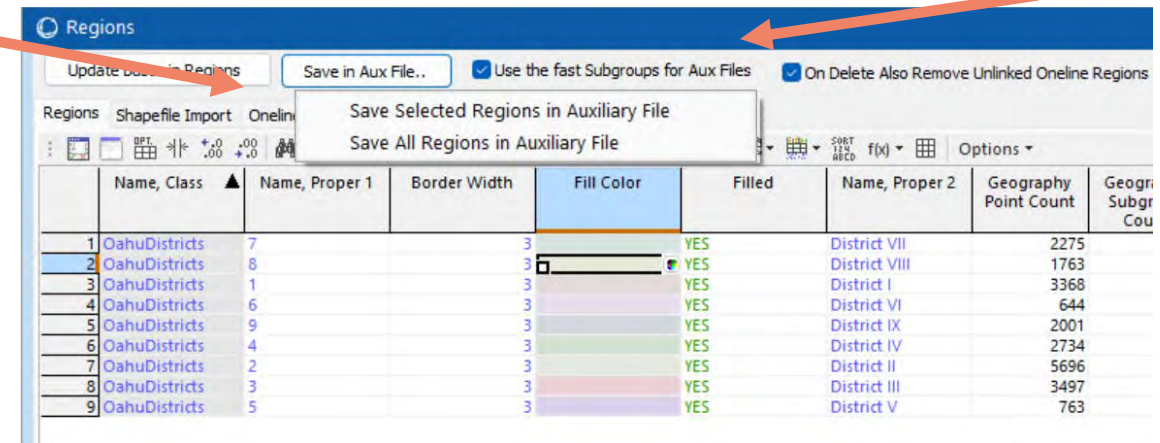 Regions
Update Regions Save in Aux File.. Use the fast Subgroups for Aux Files On Delete Also Remove Unlinked Oneline Regions
Regions Shapefile Import
Save Selected Regions in Auxiliary File
Save All Regions in Auxiliary File
SORT 124 ABCD f(x) Options
Name, Class Name, Proper 1 Border Width Fill Color Filled Name, Proper 2 Geography Point Count
1 OahuDistricts 7 3 YES District VII 2275
2 OahuDistricts 8 3 YES District VIII 1763
3 OahuDistricts 1 3 YES District I 3368
4 OahuDistricts 6 3 YES District VI 644
5 OahuDistricts 9 3 YES District IX 2001
6 OahuDistricts 4 3 YES District IV 2734
7 OahuDistricts 2 3 YES District II 5696
8 OahuDistricts 3 3 YES District III 3497
9 OahuDistricts 5 3 YES District V 763